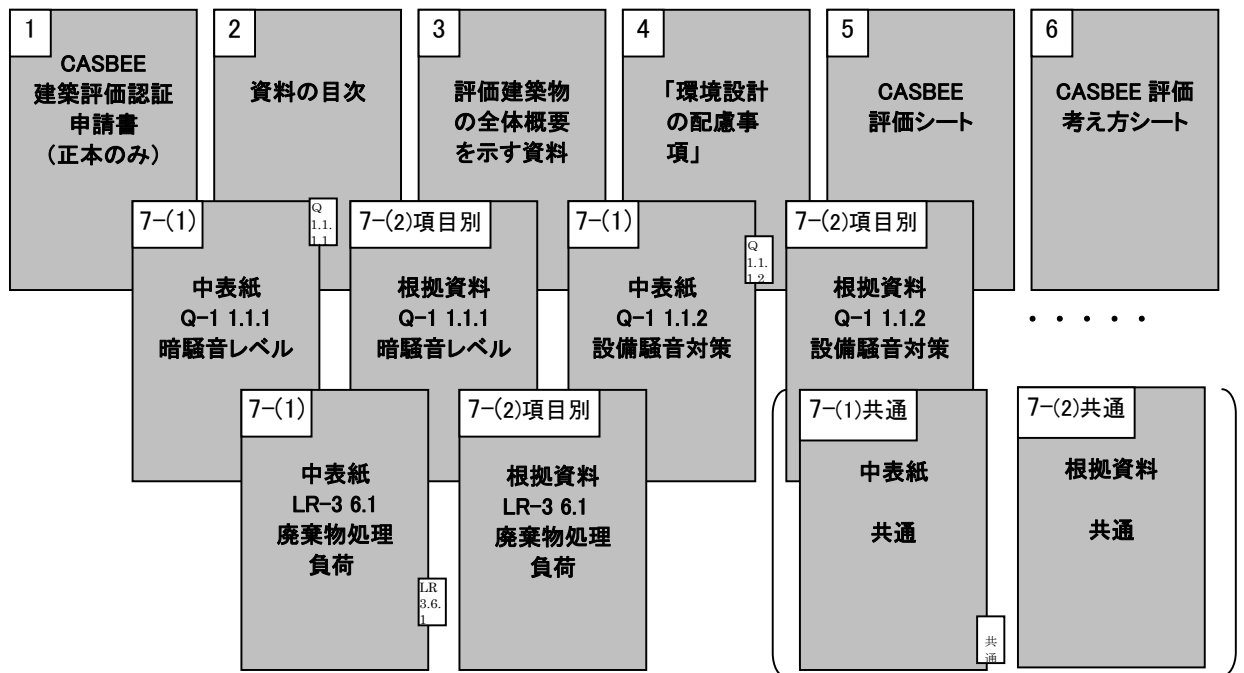 1
CASBEE
建築評価認証
申請書
（正本のみ）
2
資料の目次
3
評価建築物
の全体概要
を示す資料
4
「環境設計
の配慮事
項」
5
CASBEE
評価シート
6
CASBEE 評価
考え方シート
7-(1)
Q
1.1.
1.1
中表紙
Q-1 1.1.1
暗騒音レベル
7-(2)項目別
根拠資料
Q-1 1.1.1
暗騒音レベル
7-(1)
Q
1.1.
1.2
中表紙
Q-1 1.1.2
設備騒音対策
7-(2)項目別
根拠資料
Q-1 1.1.2
設備騒音対策
・・・・・
7-(1)
中表紙
LR-3 6.1
廃棄物処理
負荷
LR
3.6.
1
7-(2)項目別
根拠資料
LR-3 6.1
廃棄物処理
負荷
7-(1)共通
中表紙
共通
共
通
7-(2)共通
根拠資料
共通